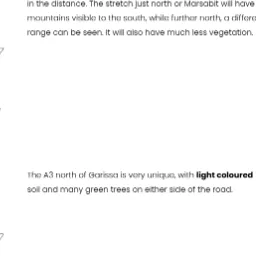 in the distance. The stretch just north or Marsabit will have
mountains visible to the south, while further north, a differe
range can be seen. It will also have much less vegetation.
The A3 north of Garissa is very unique, with light coloured
soil and many green trees on either side of the road.